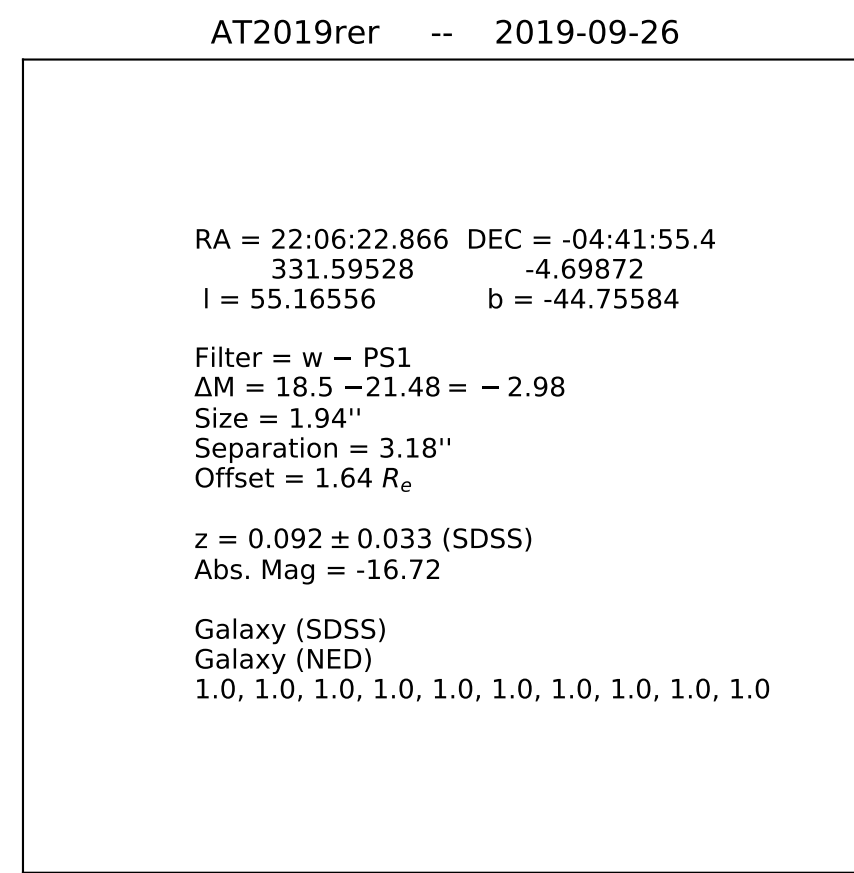 AT2019rer -- 2019-09-26
RA = 22:06:22.866 DEC = -04:41:55.4
331.59528 -4.69872
l = 55.16556 b = -44.75584
Filter = w − PS1
ΔM = 18.5 −21.48 = − 2.98
Size = 1.94''
Separation = 3.18''
Offset = 1.64 Rₑ
z = 0.092 ± 0.033 (SDSS)
Abs. Mag = -16.72
Galaxy (SDSS)
Galaxy (NED)
1.0, 1.0, 1.0, 1.0, 1.0, 1.0, 1.0, 1.0, 1.0, 1.0